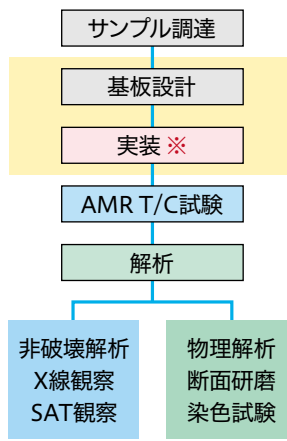 サンプル調達
基板設計
実装 ※
AMR T/C試験
解析
非破壊解析
X線観察
SAT観察
物理解析
断面研磨
染色試験